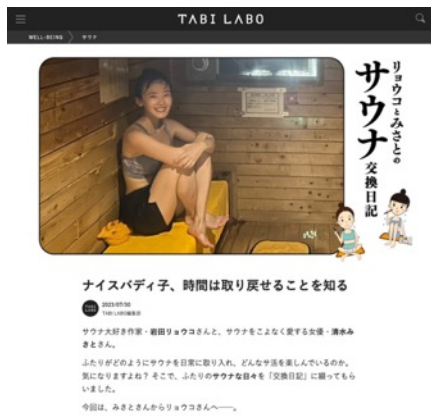 TABI LABO
WELL-BEING
サウナ
リョウコとみさとの
サウナ
交換日記
ナイスバディ子、時間は取り戻せることを知る
TABI LABO
2023/07/30
TABI LABO編集部
サウナ大好き作家・岩田リョウコさんと、サウナをこよなく愛する女優・清水み
さとさん。
ふたりがどのようにサウナを日常に取り入れ、どんなサ活を楽しんでいるのか。
気になりますよね？ そこで、ふたりのサウナな日々を「交換日記」に綴ってもら
いました。
今回は、みさとさんからリョウコさんへ——。